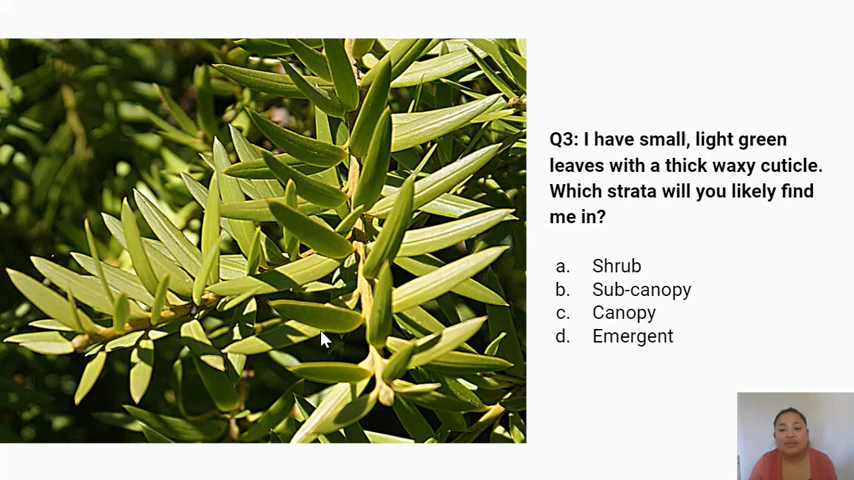 Q3: I have small, light green
leaves with a thick waxy cuticle.
Which strata will you likely find
me in?
a. Shrub
b. Sub-canopy
c. Canopy
d. Emergent